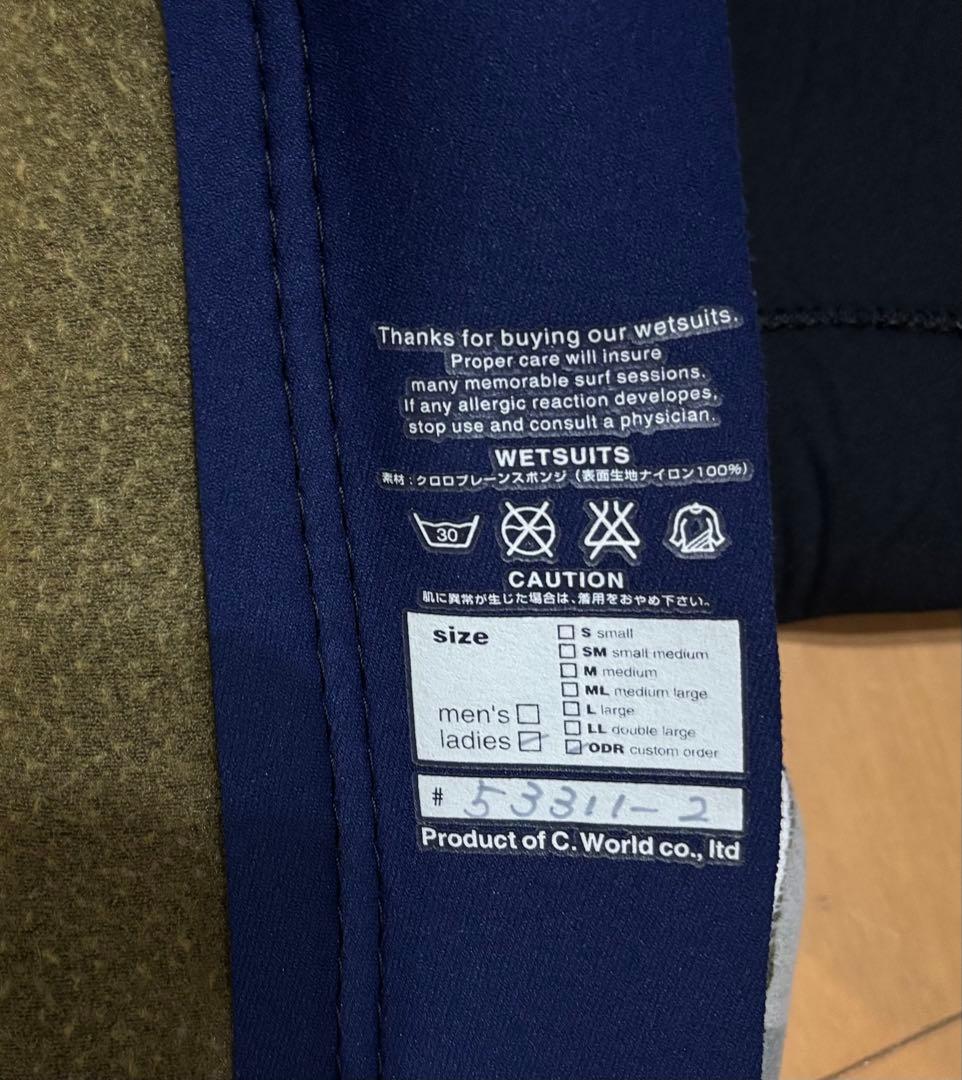 Thanks for buying our wetsuits.
Proper care will insure
many memorable surf sessions.
If any allergic reaction developes,
stop use and consult a physician.
WETSUITS
素材:クロロプレーンスポンジ(表面生地ナイロン100%)
30
CAUTION
肌に異常が生じた場合は、着用をおやめ下さい。
size
men's
ladies
S small
SM small medium
M medium
ML medium large
L large
LL double large
ODR custom order
# 53311-2
Product of C.World co., ltd